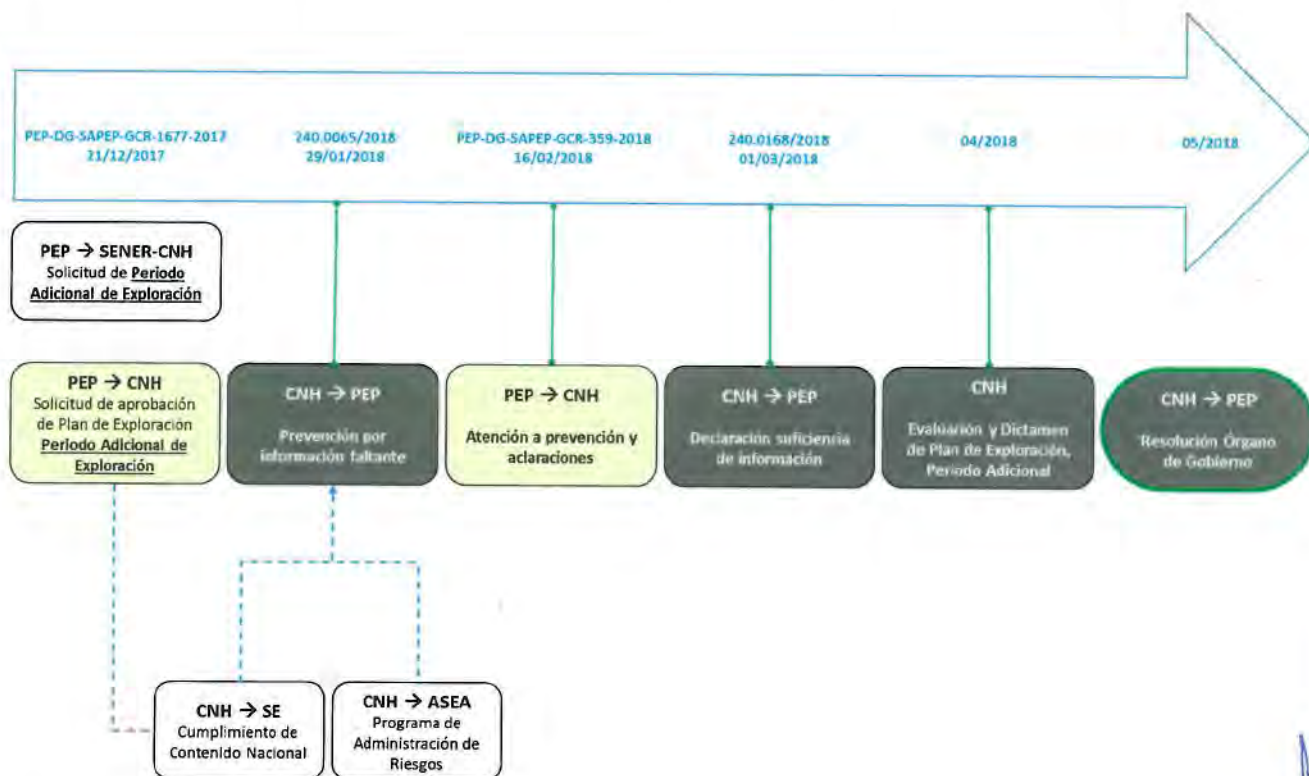 PEP-DG-SAPEP-GCR-1677-2017
21/12/2017
240.0065/2018
29/01/2018
PEP-DG-SAPEP-GCR-359-2018
16/02/2018
240.0168/2018
01/03/2018
04/2018
05/2018
PEP → SENER-CNH
Solicitud de Periodo
Adicional de Exploración
PEP → CNH
Solicitud de aprobación
de Plan de Exploración
Periodo Adicional de
Exploración
CNH → PEP
Prevención por
información faltante
PEP → CNH
Atención a prevención y
aclaraciones
CNH → PEP
Declaración suficiencia
de información
CNH
Evaluación y Dictamen
de Plan de Exploración,
Periodo Adicional
CNH → PEP
Resolución Órgano
de Gobierno
CNH → SE
Cumplimiento de
Contenido Nacional
CNH → ASEA
Programa de
Administración de
Riesgos